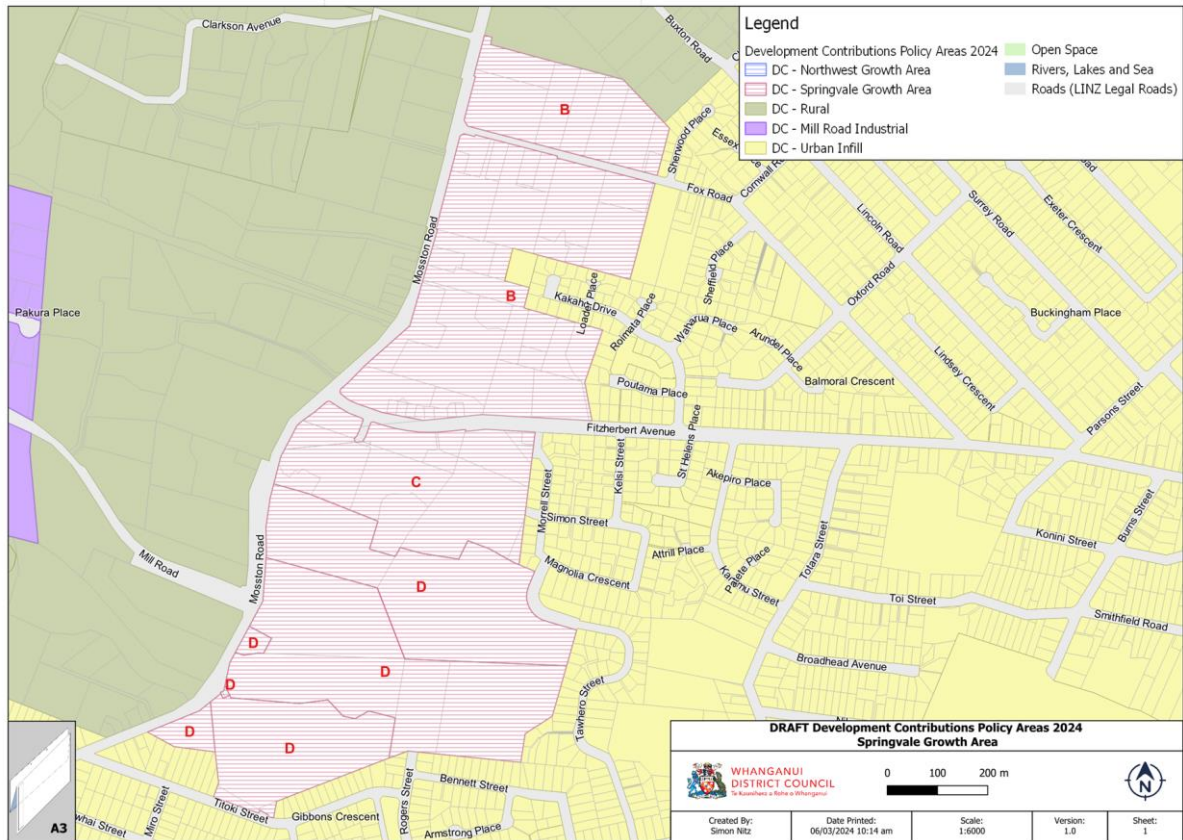 Clarkson Avenue
Buxton Road
Legend
Development Contributions Policy Areas 2024
DC - Northwest Growth Area
DC - Springvale Growth Area
DC - Rural
DC - Mill Road Industrial
DC - Urban Infill
Open Space
Rivers, Lakes and Sea
Roads (LINZ Legal Roads)
B
Sherwood Place
Cornwall
Fox Road
Lincoln Road
Surrey Road
Exeter Crescent
Mosston Road
Sheffield Place
Oxford Road
B
Kakaho Drive
Loader Place
Roimata Place
Waharua Place
Arundel Place
Buckingham Place
Pakura Place
Lindsey Crescent
Poutama Place
Balmoral Crescent
Parsons Street
Fitzherbert Avenue
St Helens Place
Kelsi Street
C
Morrell Street
Akepiro Place
Simon Street
Burns Street
Konini Street
Attrill Place
Totara Street
Mill Road
Mosston Road
Magnolia Crescent
Karamu Street
D
Toi Street
Smithfield Road
D
Broadhead Avenue
D
D
Tawhero Street
D
D
Bennett Street
Rogers Street
Titoki Street
Gibbons Crescent
Miro Street
Armstrong Place
A3
DRAFT Development Contributions Policy Areas 2024
Springvale Growth Area
WHANGANUI
DISTRICT COUNCIL
Te Kaunihera a Rohe o Whanganui
0 100 200 m
N
Created By:
Simon Nitz
Date Printed:
06/03/2024 10:14 am
Scale:
1:6000
Version:
1.0
Sheet:
1